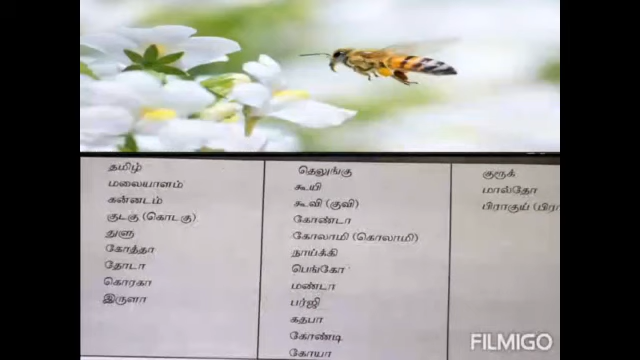 தமிழ்
மலையாளம்
கன்னடம்
குடகு (கொடகு)
துளு
கோத்தா
தோடா
கொரகா
இருளா
தெலுங்கு
கூயி
கூவி (குவி)
கோண்டா
கோலாமி (கொலாமி)
நாய்க்கி
பெங்கோ
மண்டா
பர்ஜி
கதபா
கோண்டி
கோயா
குரூக்
மால்தோ
பிராகுய் (பிரா
FILMIGO